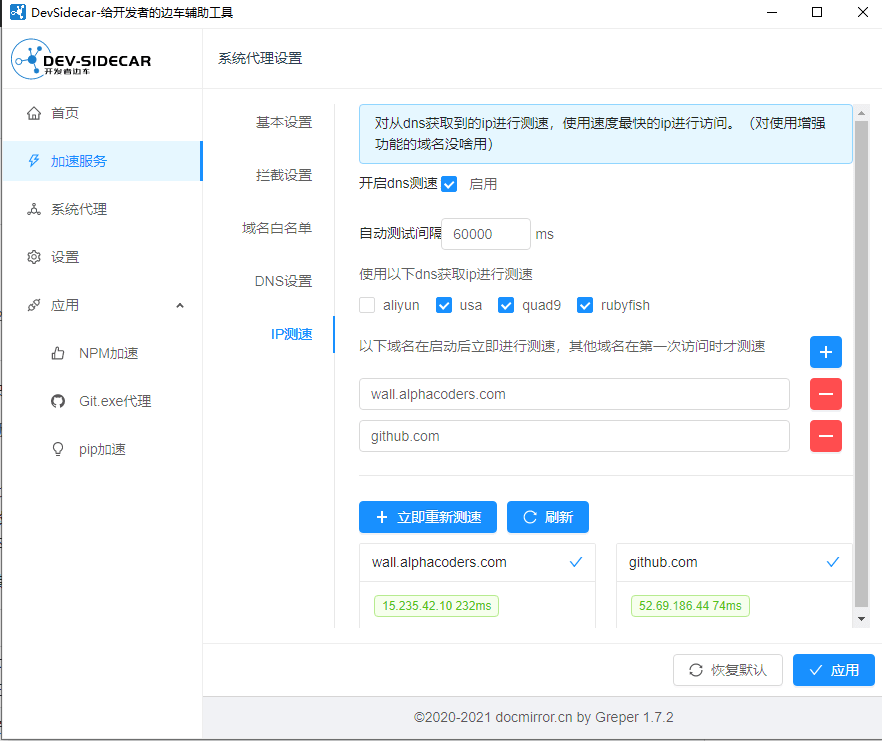 DevSidecar-给开发者的边车辅助工具
DEV-SIDECAR
开发者边车
系统代理设置
首页
加速服务
系统代理
设置
应用
NPM加速
Git.exe代理
pip加速
基本设置
拦截设置
域名白名单
DNS设置
IP测速
对从dns获取到的ip进行测速，使用速度最快的ip进行访问。（对使用增强
功能的域名没啥用）
开启dns测速 启用
自动测试间隔 60000 ms
使用以下dns获取ip进行测速
aliyun usa quad9 rubyfish
以下域名在启动后立即进行测速，其他域名在第一次访问时才测速
wall.alphacoders.com
github.com
立即重新测速 刷新
wall.alphacoders.com github.com
15.235.42.10 232ms 52.69.186.44 74ms
恢复默认 应用
©2020-2021 docmirror.cn by Greper 1.7.2